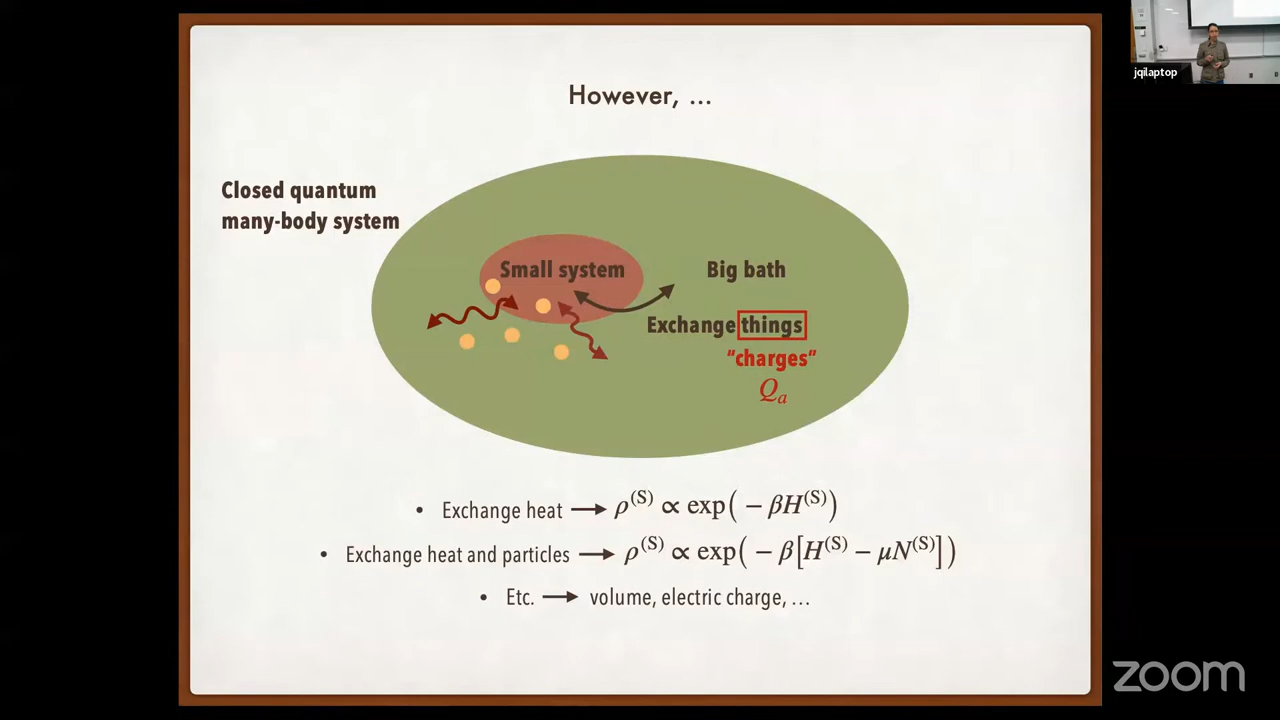 jqilaptop
However, ...
Closed quantum
many-body system
Small system
Big bath
Exchange things
"charges"
Qₐ
• Exchange heat ⟶ ρ⁽ˢ⁾ ∝ exp(− βH⁽ˢ⁾)
• Exchange heat and particles ⟶ ρ⁽ˢ⁾ ∝ exp(− β[H⁽ˢ⁾ − μN⁽ˢ⁾])
• Etc. ⟶ volume, electric charge, ...
zoom